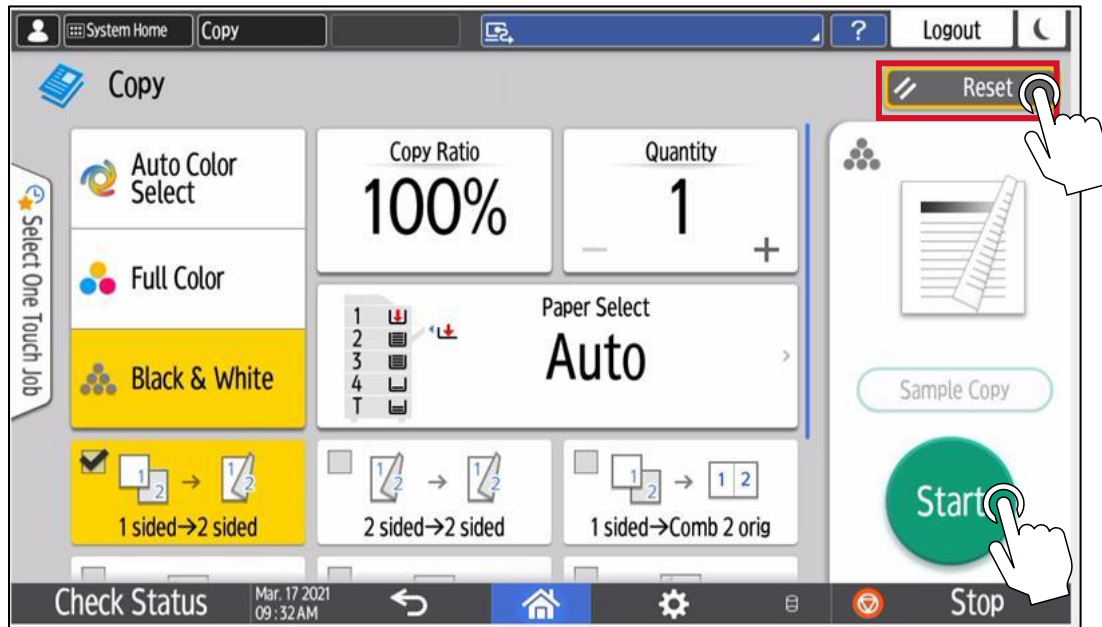 System Home
Copy
?
Logout
Copy
Reset
Select One Touch Job
Auto Color
Select
Full Color
Black & White
Copy Ratio
100%
Quantity
1
− +
1
2
3
4
T
Paper Select
Auto
>
Sample Copy
Start
1 2 → 1 2
1 sided→2 sided
1 2 → 1 2
2 sided→2 sided
1 2 → 1 2
1 sided→Comb 2 orig
Check Status
Mar. 17 2021
09:32AM
Stop